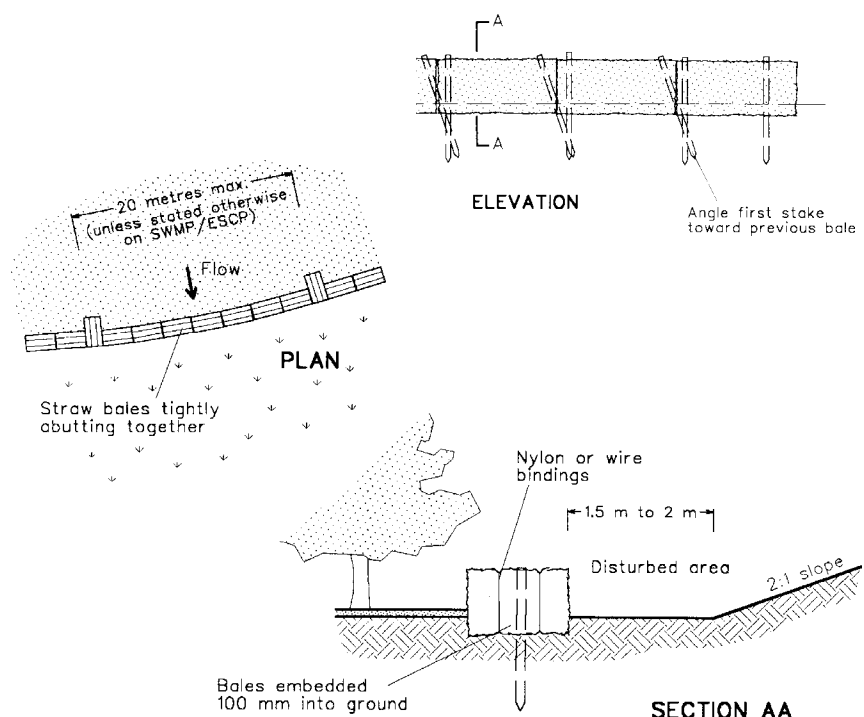 A
A
ELEVATION
Angle first stake
toward previous bale
20 metres max.
(unless stated otherwise
on SWMP/ESCP)
Flow
PLAN
Straw bales tightly
abutting together
Nylon or wire
bindings
1.5 m to 2 m
Disturbed area
2:1 slope
Bales embedded
100 mm into ground
SECTION AA